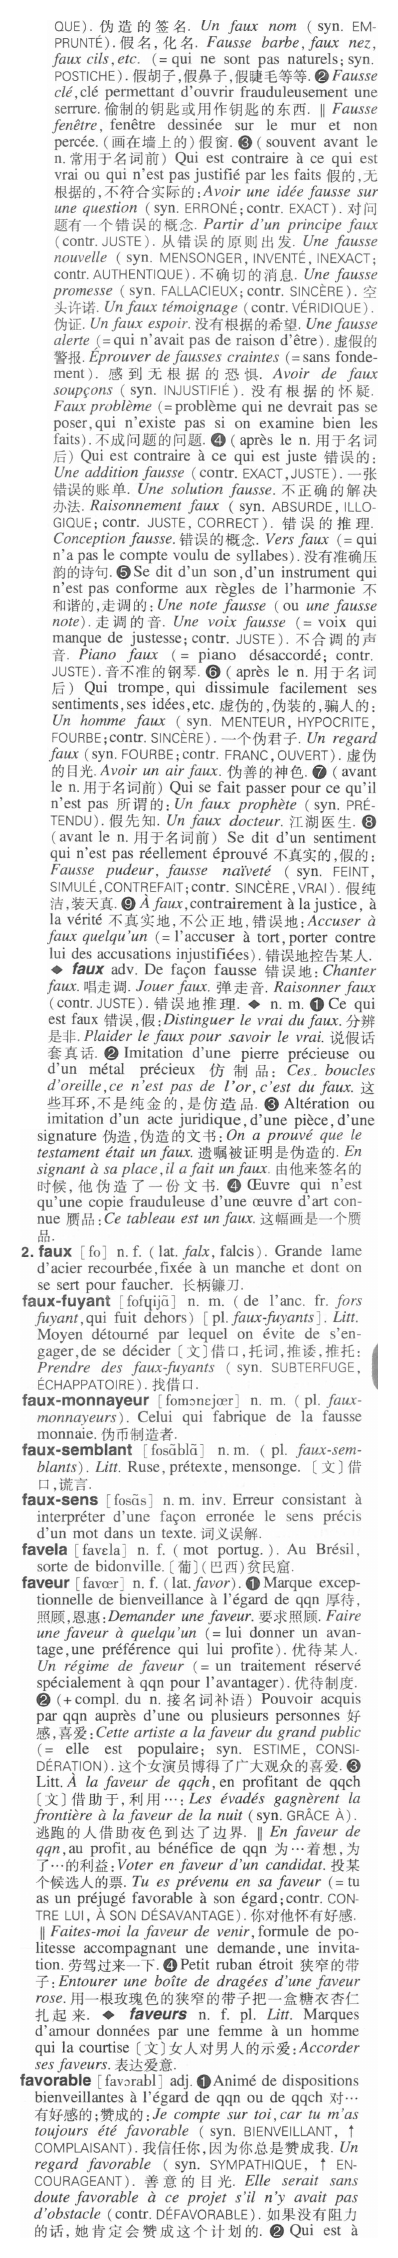 QUE). 伪造的签名. Un faux nom ( syn. EM-
PRUNTÉ). 假名, 化名. Fausse barbe, faux nez,
faux cils, etc. (= qui ne sont pas naturels; syn.
POSTICHE). 假胡子,假鼻子,假睫毛等等. ❷ Fausse
clé, clé permettant d'ouvrir frauduleusement une
serrure. 偷制的钥匙或用作钥匙的东西. ‖ Fausse
fenêtre, fenêtre dessinée sur le mur et non
percée. (画在墙上的) 假窗. ❸ ( souvent avant le
n. 常用于名词前) Qui est contraire à ce qui est
vrai ou qui n'est pas justifié par les faits 假的,无
根据的,不符合实际的: Avoir une idée fausse sur
une question ( syn. ERRONÉ; contr. EXACT). 对问
题有一个错误的概念. Partir d'un principe faux
(contr. JUSTE). 从错误的原则出发. Une fausse
nouvelle ( syn. MENSONGER, INVENTÉ, INEXACT;
contr. AUTHENTIQUE). 不确切的消息. Une fausse
promesse ( syn. FALLACIEUX; contr. SINCÈRE). 空
头许诺. Un faux témoignage (contr. VÉRIDIQUE).
伪证. Un faux espoir. 没有根据的希望. Une fausse
alerte (= qui n'avait pas de raison d'être). 虚假的
警报. Éprouver de fausses craintes (= sans fonde-
ment). 感到无根据的恐惧. Avoir de faux
soupçons ( syn. INJUSTIFIÉ). 没有根据的怀疑.
Faux problème (= problème qui ne devrait pas se
poser, qui n'existe pas si on examine bien les
faits). 不成问题的问题. ❹ (après le n. 用于名词
后) Qui est contraire à ce qui est juste 错误的:
Une addition fausse ( contr. EXACT, JUSTE). 一张
错误的账单. Une solution fausse. 不正确的解决
办法. Raisonnement faux ( syn. ABSURDE, ILLO-
GIQUE; contr. JUSTE, CORRECT). 错误的推理.
Conception fausse. 错误的概念. Vers faux (= qui
n'a pas le compte voulu de syllabes). 没有准确压
韵的诗句. ❺ Se dit d'un son, d'un instrument qui
n'est pas conforme aux règles de l'harmonie 不
和谐的,走调的: Une note fausse ( ou une fausse
note). 走调的音. Une voix fausse (= voix qui
manque de justesse; contr. JUSTE). 不合调的声
音. Piano faux (= piano désaccordé; contr.
JUSTE). 音不准的钢琴. ❻ (après le n. 用于名词
后) Qui trompe, qui dissimule facilement ses
sentiments, ses idées, etc. 虚伪的,伪装的,骗人的:
Un homme faux ( syn. MENTEUR, HYPOCRITE,
FOURBE; contr. SINCÈRE). 一个伪君子. Un regard
faux (syn. FOURBE; contr. FRANC, OUVERT). 虚伪
的目光. Avoir un air faux. 伪善的神色. ❼ (avant
le n. 用于名词前) Qui se fait passer pour ce qu'il
n'est pas 所谓的: Un faux prophète ( syn. PRÉ-
TENDU). 假先知. Un faux docteur. 江湖医生. ❽
(avant le n. 用于名词前) Se dit d'un sentiment
qui n'est pas réellement éprouvé 不真实的,假的:
Fausse pudeur, fausse naïveté ( syn. FEINT,
SIMULÉ, CONTREFAIT; contr. SINCÈRE, VRAI). 假纯
洁,装天真. ❾ À faux, contrairement à la justice, à
la vérité 不真实地,不公正地,错误地: Accuser à
faux quelqu'un (= l'accuser à tort, porter contre
lui des accusations injustifiées). 错误地控告某人.
◆ faux adv. De façon fausse 错误地: Chanter
faux. 唱走调. Jouer faux. 弹走音. Raisonner faux
(contr. JUSTE). 错误地推理. ◆ n. m. ❶ Ce qui
est faux 错误,假: Distinguer le vrai du faux. 分辨
是非. Plaider le faux pour savoir le vrai. 说假话
套真话. ❷ Imitation d'une pierre précieuse ou
d'un métal précieux 仿制品: Ces boucles
d'oreille, ce n'est pas de l'or, c'est du faux. 这
些耳环,不是纯金的,是仿造品. ❸ Altération ou
imitation d'un acte juridique, d'une pièce, d'une
signature 伪造,伪造的文书: On a prouvé que le
testament était un faux. 遗嘱被证明是伪造的. En
signant à sa place, il a fait un faux. 由他来签名的
时候, 他伪造了一份文书. ❹ Œuvre qui n'est
qu'une copie frauduleuse d'une œuvre d'art con-
nue 赝品: Ce tableau est un faux. 这幅画是一个赝
品.
2. faux [fo] n. f. (lat. falx, falcis). Grande lame
d'acier recourbée, fixée à un manche et dont on
se sert pour faucher. 长柄镰刀.
faux-fuyant [fofɥijɑ̃] n. m. ( de l'anc. fr. fors
fuyant, qui fuit dehors) [pl. faux-fuyants]. Litt.
Moyen détourné par lequel on évite de s'en-
gager, de se décider 〔文〕借口,托词,推诿,推托:
Prendre des faux-fuyants ( syn. SUBTERFUGE,
ÉCHAPPATOIRE). 找借口.
faux-monnayeur [fomɔnɛjœr] n. m. ( pl. faux-
monnayeurs). Celui qui fabrique de la fausse
monnaie. 伪币制造者.
faux-semblant [fosɑ̃blɑ̃] n. m. ( pl. faux-sem-
blants). Litt. Ruse, prétexte, mensonge. 〔文〕借
口,谎言.
faux-sens [fosɑ̃s] n. m. inv. Erreur consistant à
interpréter d'une façon erronée le sens précis
d'un mot dans un texte. 词义误解.
favela [favɛla] n. f. ( mot portug. ). Au Brésil,
sorte de bidonville. 〔葡〕(巴西)贫民窟.
faveur [favœr] n. f. (lat. favor). ❶ Marque excep-
tionnelle de bienveillance à l'égard de qqn 厚待,
照顾,恩惠: Demander une faveur. 要求照顾. Faire
une faveur à quelqu'un (= lui donner un avan-
tage, une préférence qui lui profite). 优待某人.
Un régime de faveur (= un traitement réservé
spécialement à qqn pour l'avantager). 优待制度.
❷ (+ compl. du n. 接名词补语) Pouvoir acquis
par qqn auprès d'une ou plusieurs personnes 好
感,喜爱: Cette artiste a la faveur du grand public
(= elle est populaire; syn. ESTIME, CONSI-
DÉRATION). 这个女演员博得了广大观众的喜爱. ❸
Litt. À la faveur de qqch, en profitant de qqch
〔文〕借助于,利用…: Les évadés gagnèrent la
frontière à la faveur de la nuit (syn. GRÂCE À).
逃跑的人借助夜色到达了边界. ‖ En faveur de
qqn, au profit, au bénéfice de qqn 为…着想,为
了…的利益: Voter en faveur d'un candidat. 投某
个候选人的票. Tu es prévenu en sa faveur (= tu
as un préjugé favorable à son égard; contr. CON-
TRE LUI, À SON DÉSAVANTAGE). 你对他怀有好感.
‖ Faites-moi la faveur de venir, formule de po-
litesse accompagnant une demande, une invita-
tion. 劳驾过来一下. ❹ Petit ruban étroit 狭窄的带
子: Entourer une boîte de dragées d'une faveur
rose. 用一根玫瑰色的狭窄的带子把一盒糖衣杏仁
扎起来. ◆ faveurs n. f. pl. Litt. Marques
d'amour données par une femme à un homme
qui la courtise 〔文〕女人对男人的示爱: Accorder
ses faveurs. 表达爱意.
favorable [favɔrabl] adj. ❶ Animé de dispositions
bienveillantes à l'égard de qqn ou de qqch 对…
有好感的;赞成的: Je compte sur toi, car tu m'as
toujours été favorable ( syn. BIENVEILLANT, ↑
COMPLAISANT). 我信任你,因为你总是赞成我. Un
regard favorable ( syn. SYMPATHIQUE, ↑ EN-
COURAGEANT). 善意的目光. Elle serait sans
doute favorable à ce projet s'il n'y avait pas
d'obstacle (contr. DÉFAVORABLE). 如果没有阻力
的话, 她肯定会赞成这个计划的. ❷ Qui est à